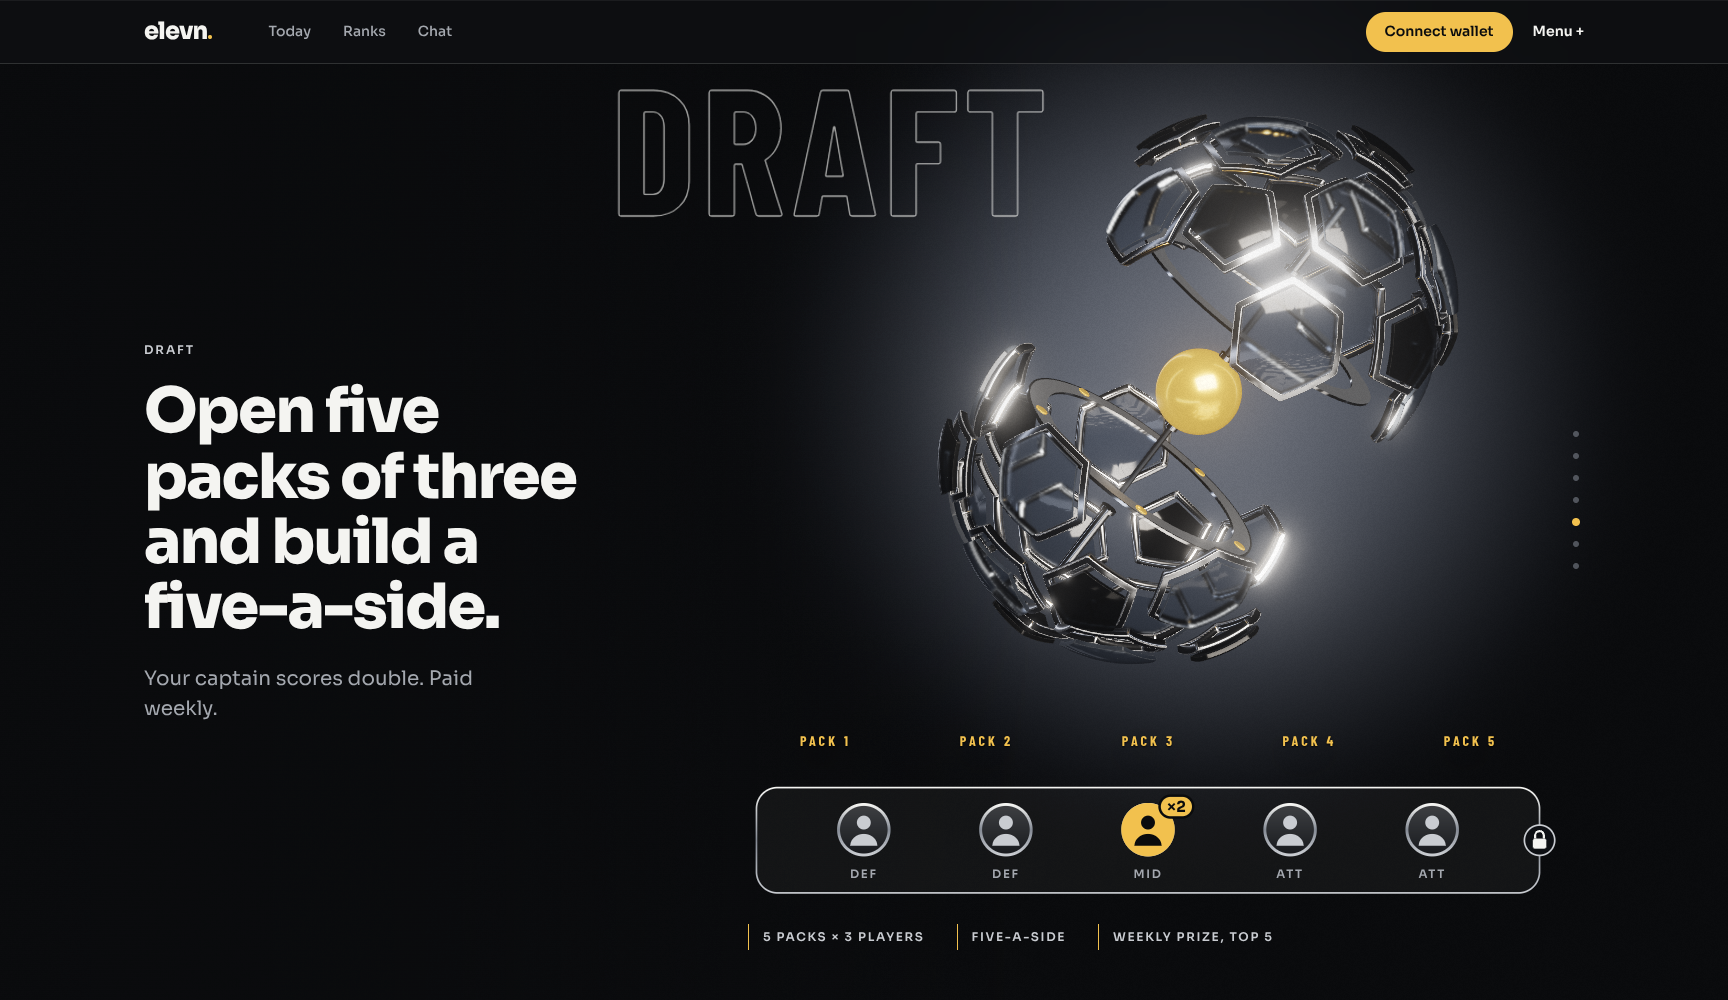 elevn.
Today
Ranks
Chat
Connect wallet
Menu +
DRAFT
DRAFT
Open five
packs of three
and build a
five-a-side.
Your captain scores double. Paid
weekly.
PACK 1
PACK 2
PACK 3
PACK 4
PACK 5
×2
DEF
DEF
MID
ATT
ATT
5 PACKS × 3 PLAYERS
FIVE-A-SIDE
WEEKLY PRIZE, TOP 5